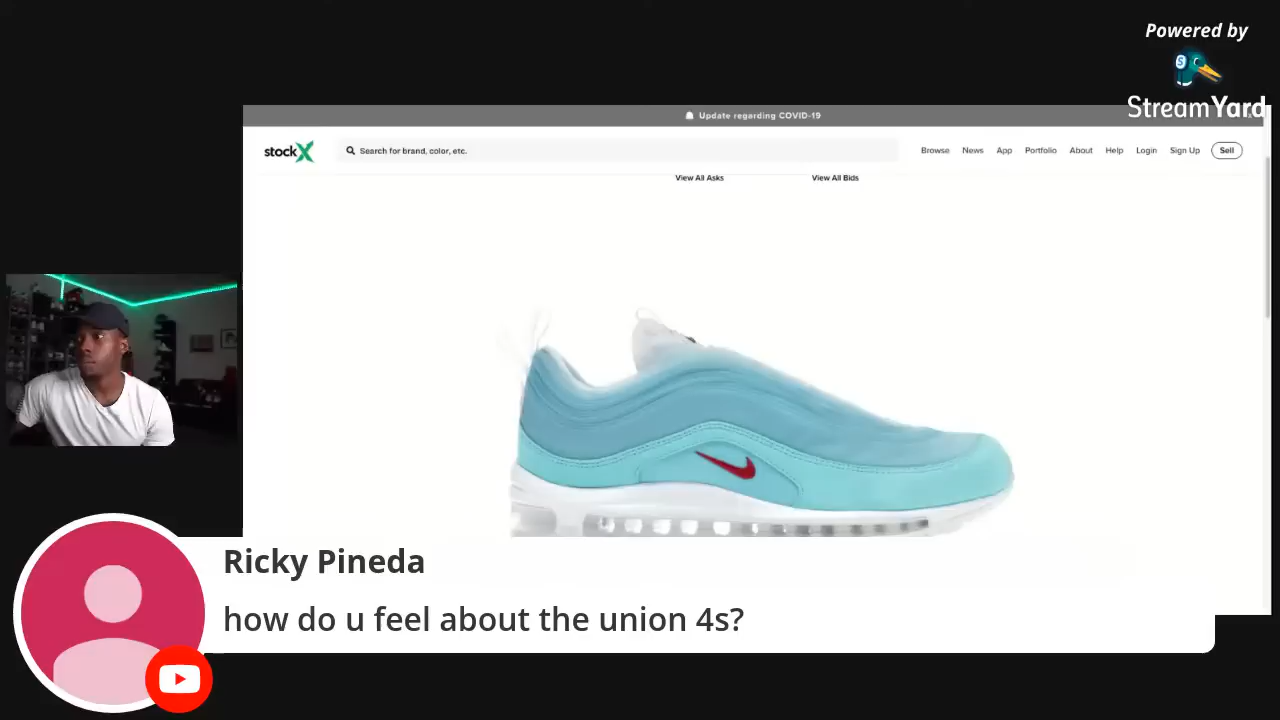 Powered by
StreamYard
Update regarding COVID-19
stockX
Search for brand, color, etc.
Browse News App Portfolio About Help Login Sign Up Sell
View All Asks View All Bids
Ricky Pineda
how do u feel about the union 4s?